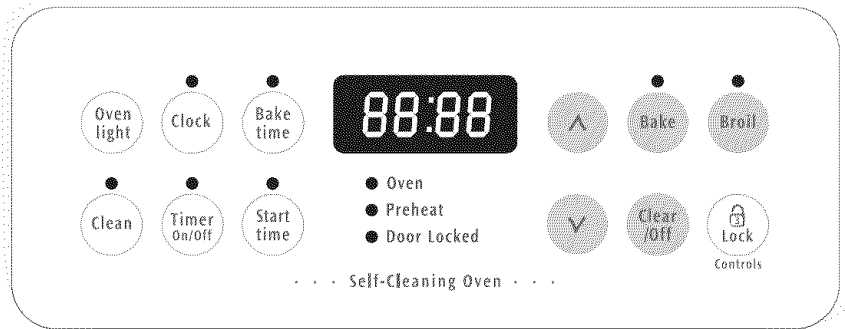 Oven
light
Clock
Bake
time
88:88
∧
Bake
Broil
Clean
Timer
On/Off
Start
time
Oven
Preheat
Door Locked
∨
Clear
/Off
3
Lock
Controls
· · · Self-Cleaning Oven · · ·